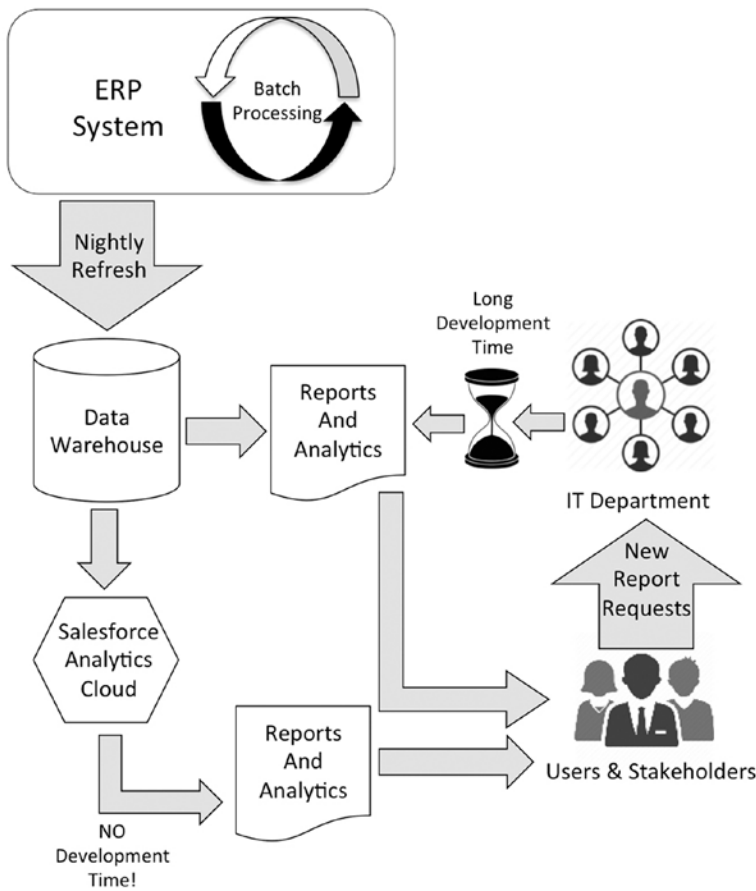 ERP
System
Batch
Processing
Nightly
Refresh
Long
Development
Time
Data
Warehouse
Reports
And
Analytics
IT Department
New
Report
Requests
Salesforce
Analytics
Cloud
Reports
And
Analytics
Users & Stakeholders
NO
Development
Time!